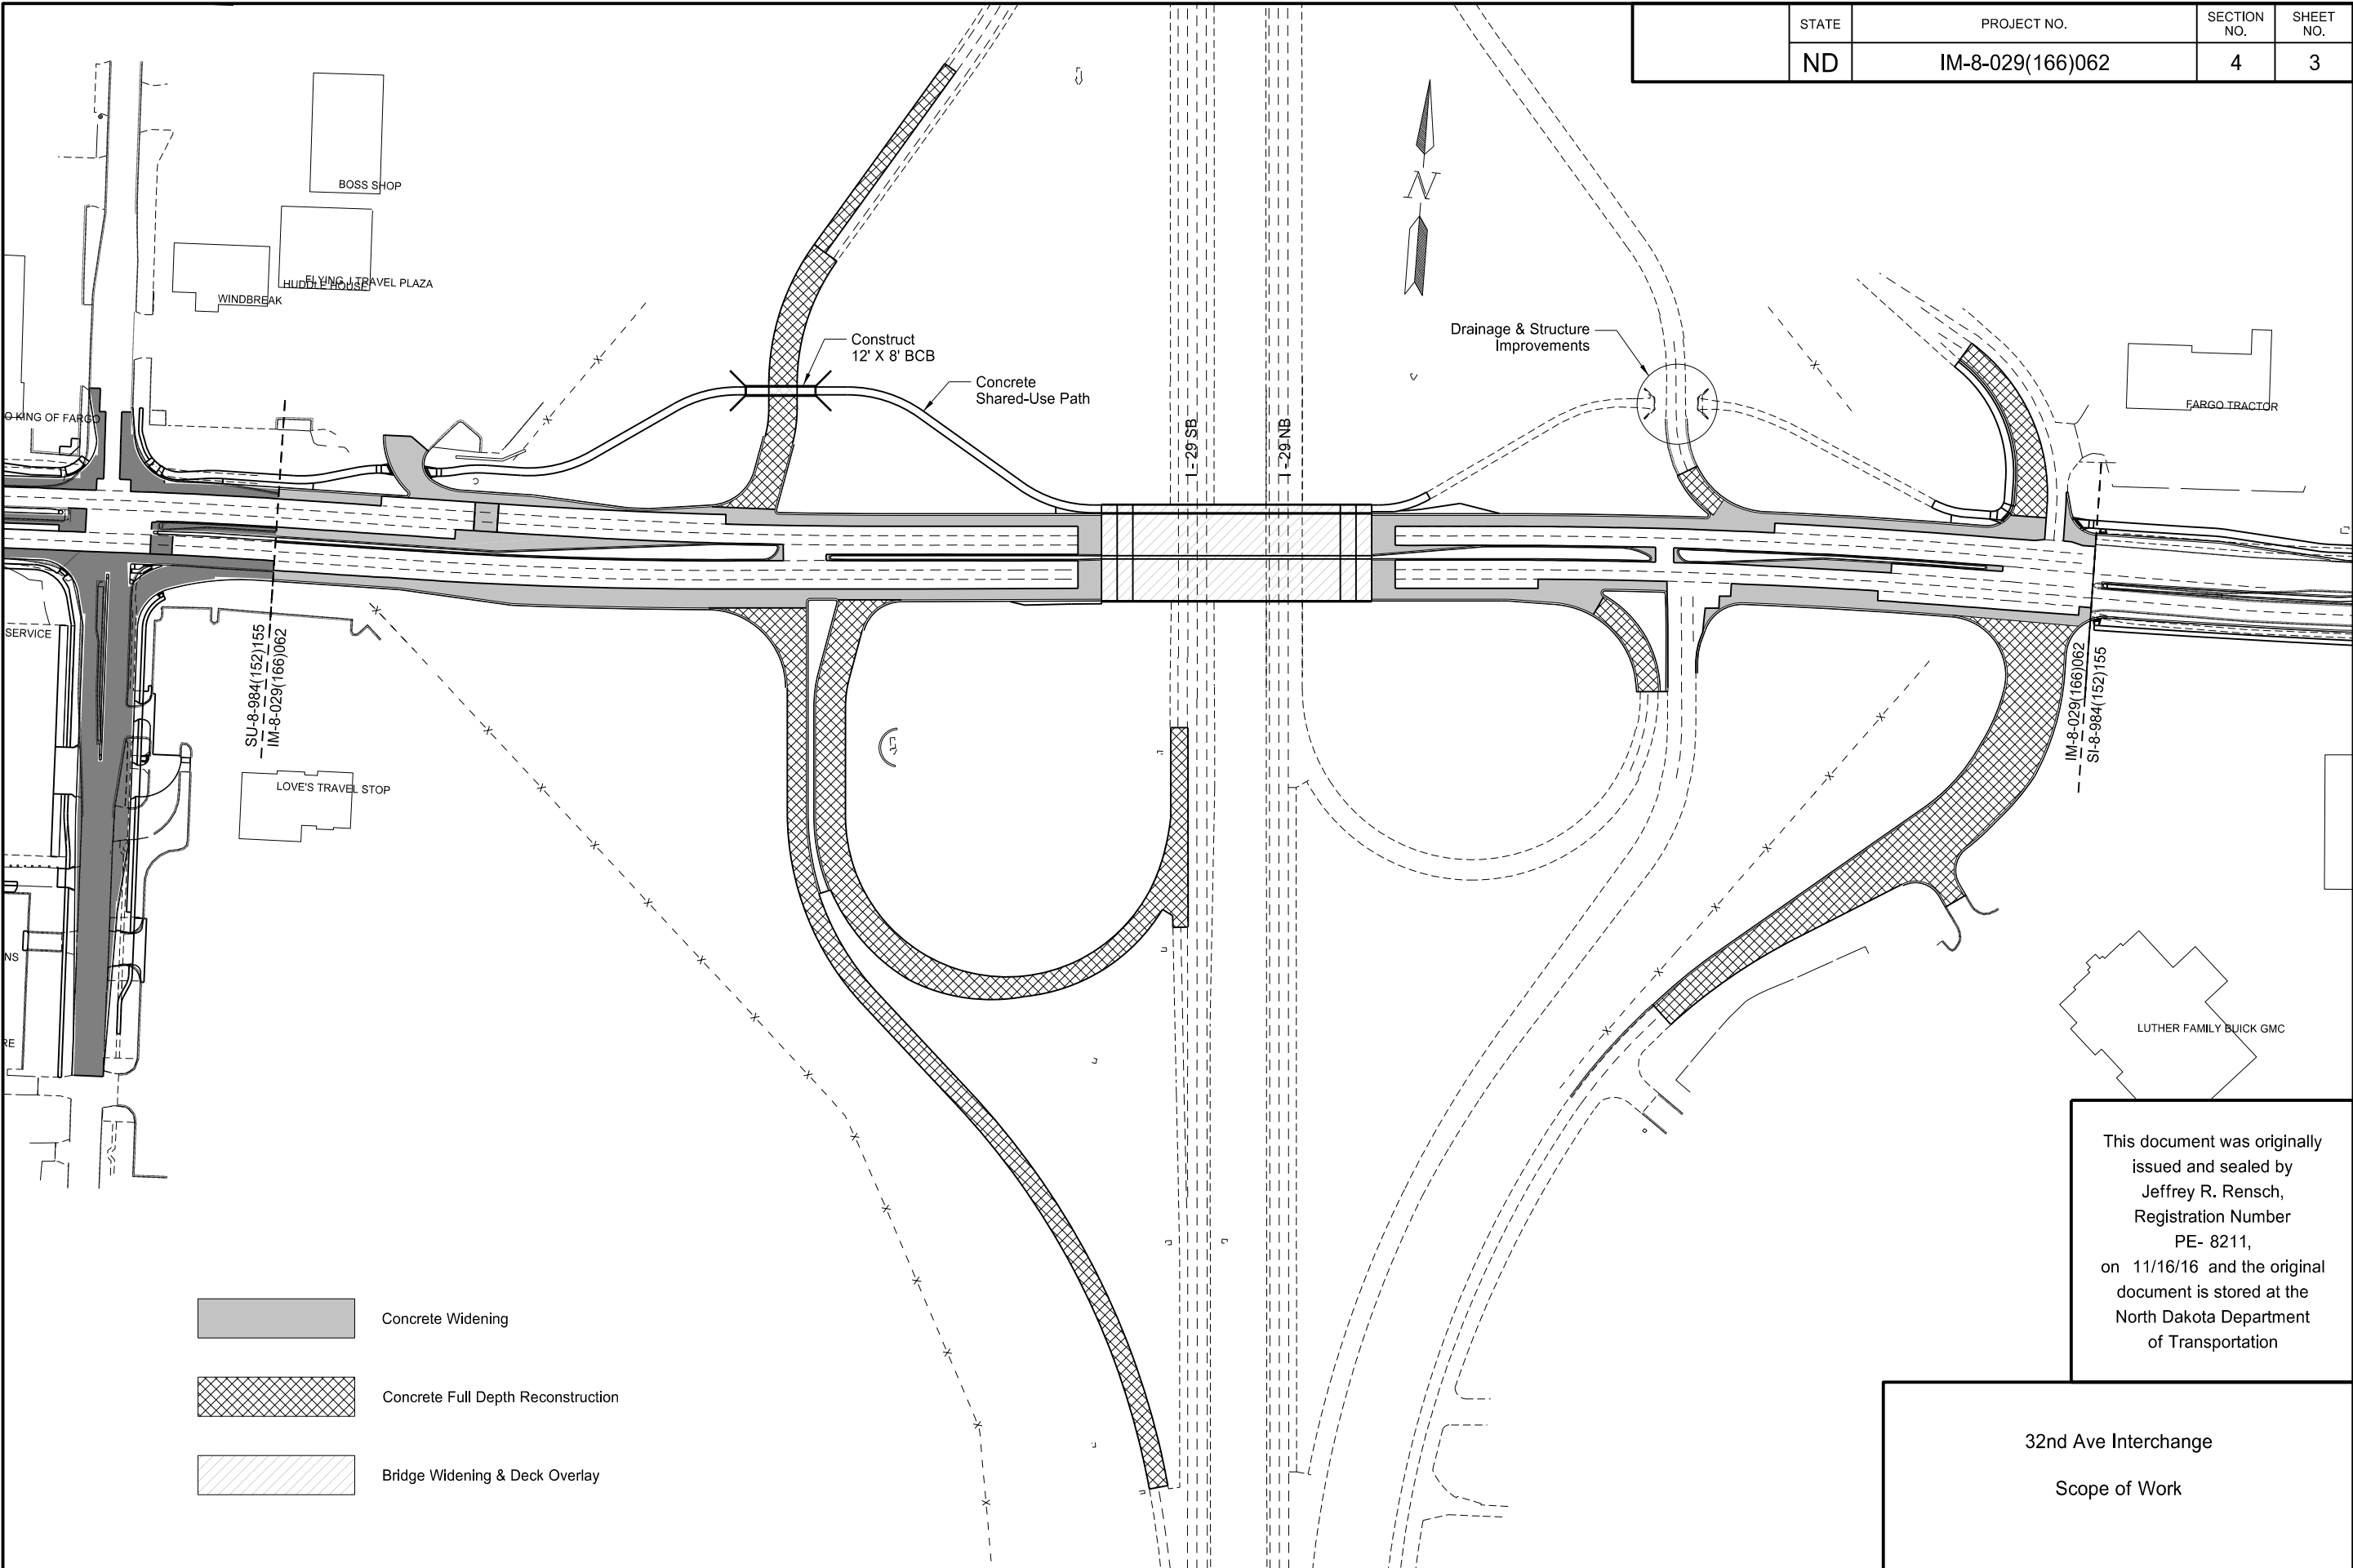 STATE
PROJECT NO.
SECTION
NO.
SHEET
NO.
ND
IM-8-029(166)062
4
3
BOSS SHOP
FLYING J TRAVEL PLAZA
HUDDLE HOUSE
WINDBREAK
N
Construct
12' X 8' BCB
Concrete
Shared-Use Path
Drainage & Structure
Improvements
I-29 SB
I-29 NB
O KING OF FARGO
FARGO TRACTOR
SERVICE
SU-8-984(152)155
IM-8-029(166)062
IM-8-029(166)062
SI-8-984(152)155
LOVE'S TRAVEL STOP
NS
RE
LUTHER FAMILY BUICK GMC
This document was originally
issued and sealed by
Jeffrey R. Rensch,
Registration Number
PE- 8211,
on 11/16/16 and the original
document is stored at the
North Dakota Department
of Transportation
Concrete Widening
Concrete Full Depth Reconstruction
Bridge Widening & Deck Overlay
32nd Ave Interchange
Scope of Work